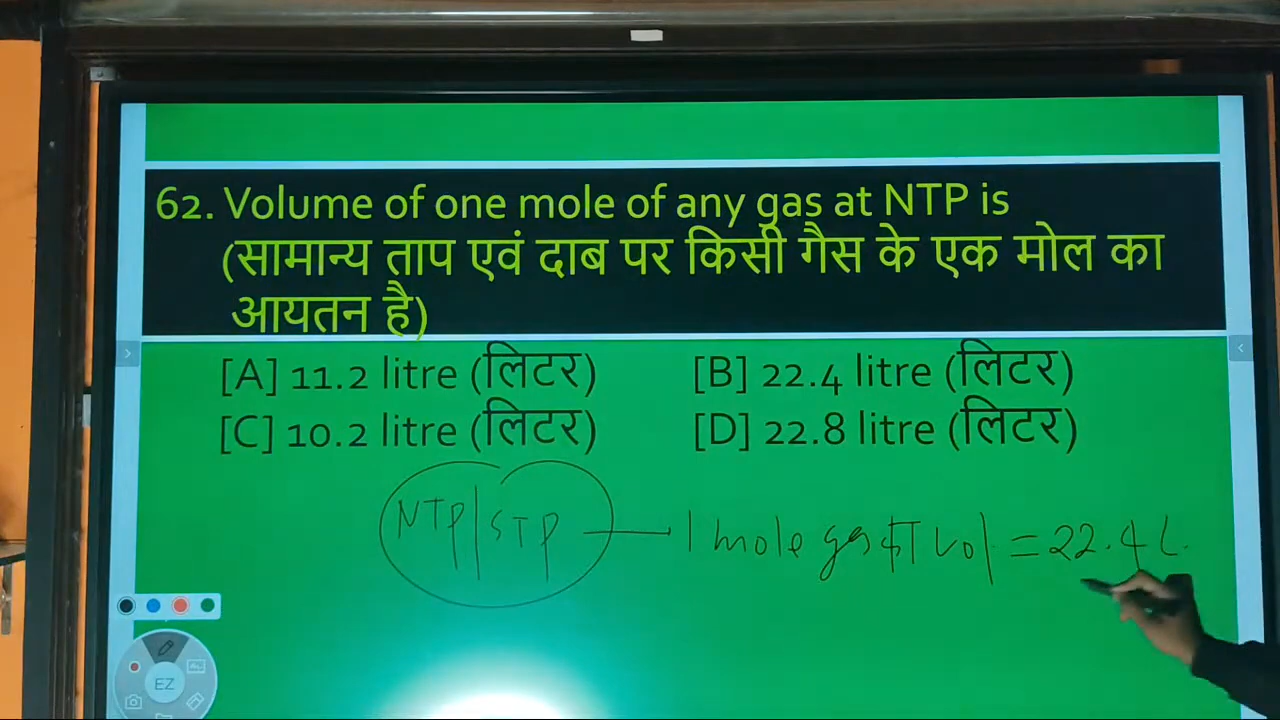 62. Volume of one mole of any gas at NTP is
(सामान्य ताप एवं दाब पर किसी गैस के एक मोल का
आयतन है)
[A] 11.2 litre (लिटर) [B] 22.4 litre (लिटर)
[C] 10.2 litre (लिटर) [D] 22.8 litre (लिटर)
NTP|STP — 1 mole gas Vol = 22.4 L.
EZ